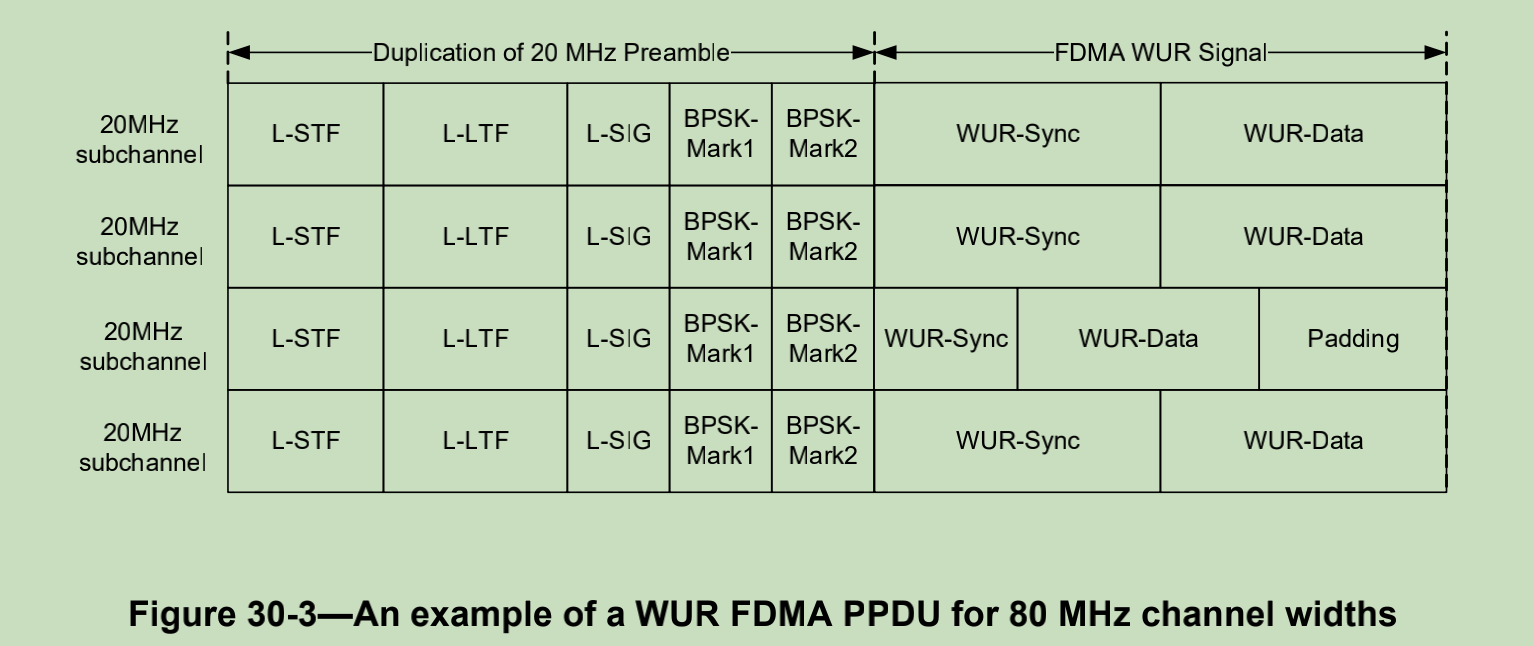 Duplication of 20 MHz Preamble FDMA WUR Signal
20MHz
subchannel
L-STF L-LTF L-SIG BPSK-
Mark1 BPSK-
Mark2 WUR-Sync WUR-Data
20MHz
subchannel
L-STF L-LTF L-SIG BPSK-
Mark1 BPSK-
Mark2 WUR-Sync WUR-Data
20MHz
subchannel
L-STF L-LTF L-SIG BPSK-
Mark1 BPSK-
Mark2 WUR-Sync WUR-Data Padding
20MHz
subchannel
L-STF L-LTF L-SIG BPSK-
Mark1 BPSK-
Mark2 WUR-Sync WUR-Data
Figure 30-3—An example of a WUR FDMA PPDU for 80 MHz channel widths